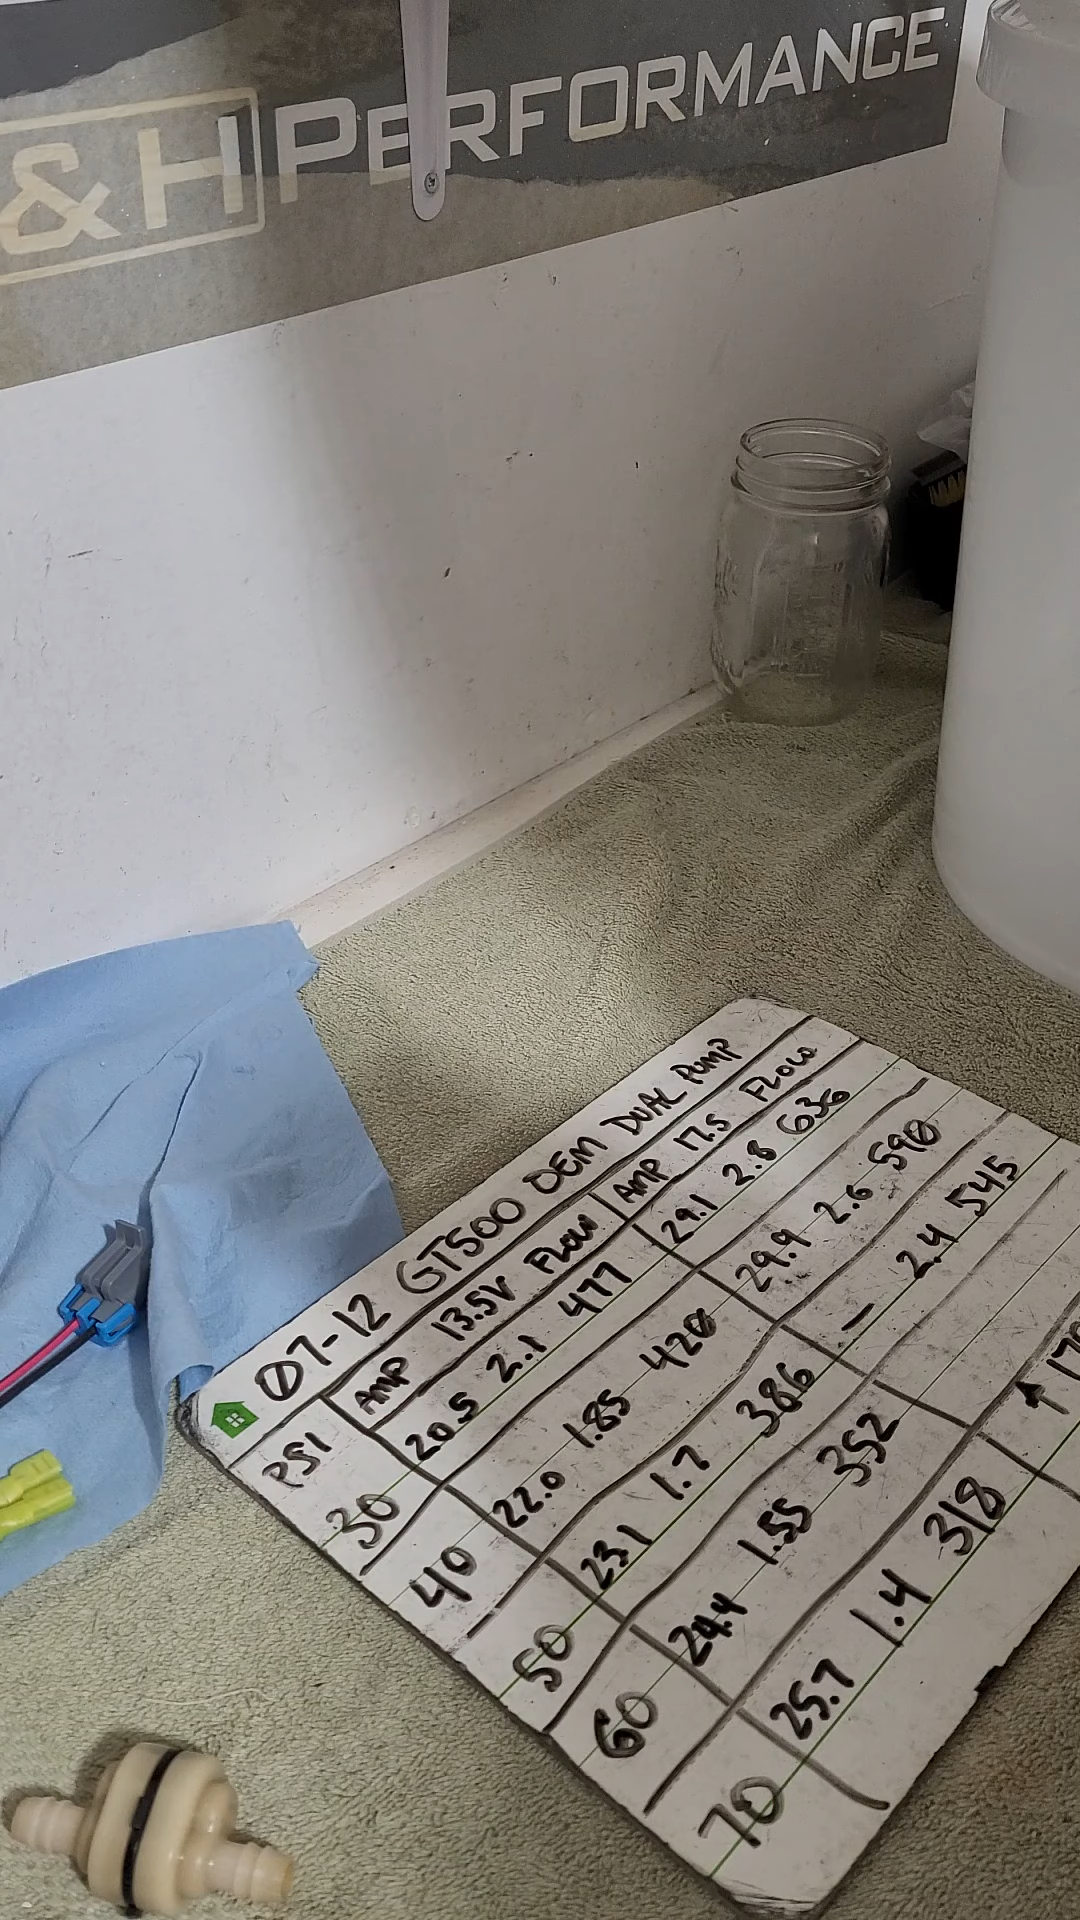 & H PERFORMANCE
07-12 GT500 OEM DUAL PUMP
PSI AMP 13.5V FLOW AMP 17.5 FLOW
30 20.5 2.1 477 29.1 2.8 636
40 22.0 1.85 420 29.9 2.6 590
50 23.1 1.7 386 - 2.4 545
60 24.4 1.55 352
70 25.7 1.4 318